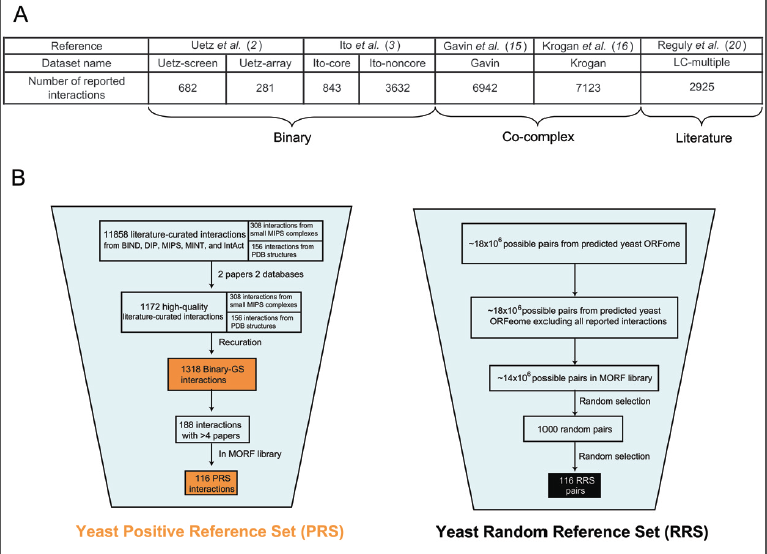 A
Reference Uetz et al. (2) Ito et al. (3) Gavin et al. (15) Krogan et al. (16) Reguly et al. (20)
Dataset name Uetz-screen Uetz-array Ito-core Ito-noncore Gavin Krogan LC-multiple
Number of reported
interactions 682 281 843 3632 6942 7123 2925
Binary Co-complex Literature
B
11858 literature-curated interactions
from BIND, DIP, MIPS, MINT, and IntAct
308 interactions from
small MIPS complexes
156 interactions from
PDB structures
2 papers 2 databases
1172 high-quality
literature-curated interactions
308 interactions from
small MIPS complexes
156 interactions from
PDB structures
Recuration
1318 Binary-GS
interactions
188 interactions
with >4 papers
In MORF library
116 PRS
interactions
Yeast Positive Reference Set (PRS)
~18x10⁶ possible pairs from predicted yeast ORFome
~18x10⁶ possible pairs from predicted yeast
ORFeome excluding all reported interactions
~14x10⁶ possible pairs in MORF library
Random selection
1000 random pairs
Random selection
116 RRS
pairs
Yeast Random Reference Set (RRS)